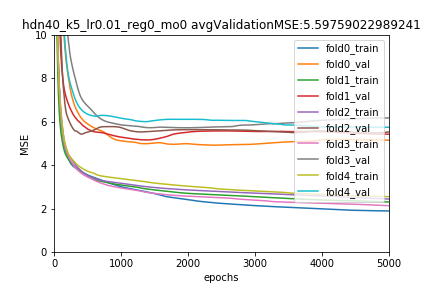 hdn40_k5_lr0.01_reg0_mo0 avgValidationMSE:5.59759022989241
10
8
6
4
2
0
MSE
0
1000
2000
3000
4000
5000
epochs
fold0_train
fold0_val
fold1_train
fold1_val
fold2_train
fold2_val
fold3_train
fold3_val
fold4_train
fold4_val